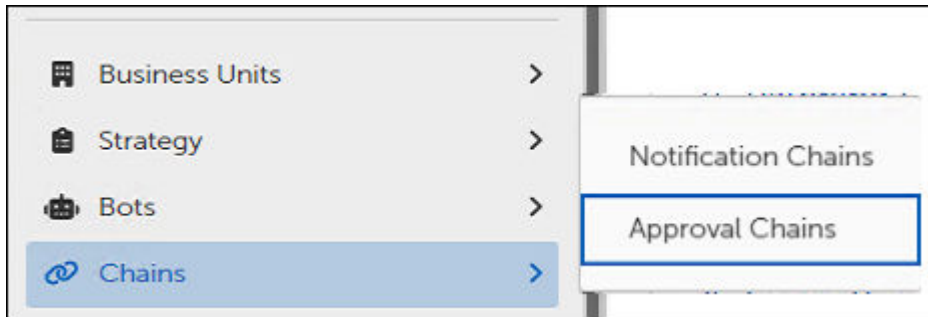 Business Units
Strategy
Bots
Chains
Notification Chains
Approval Chains